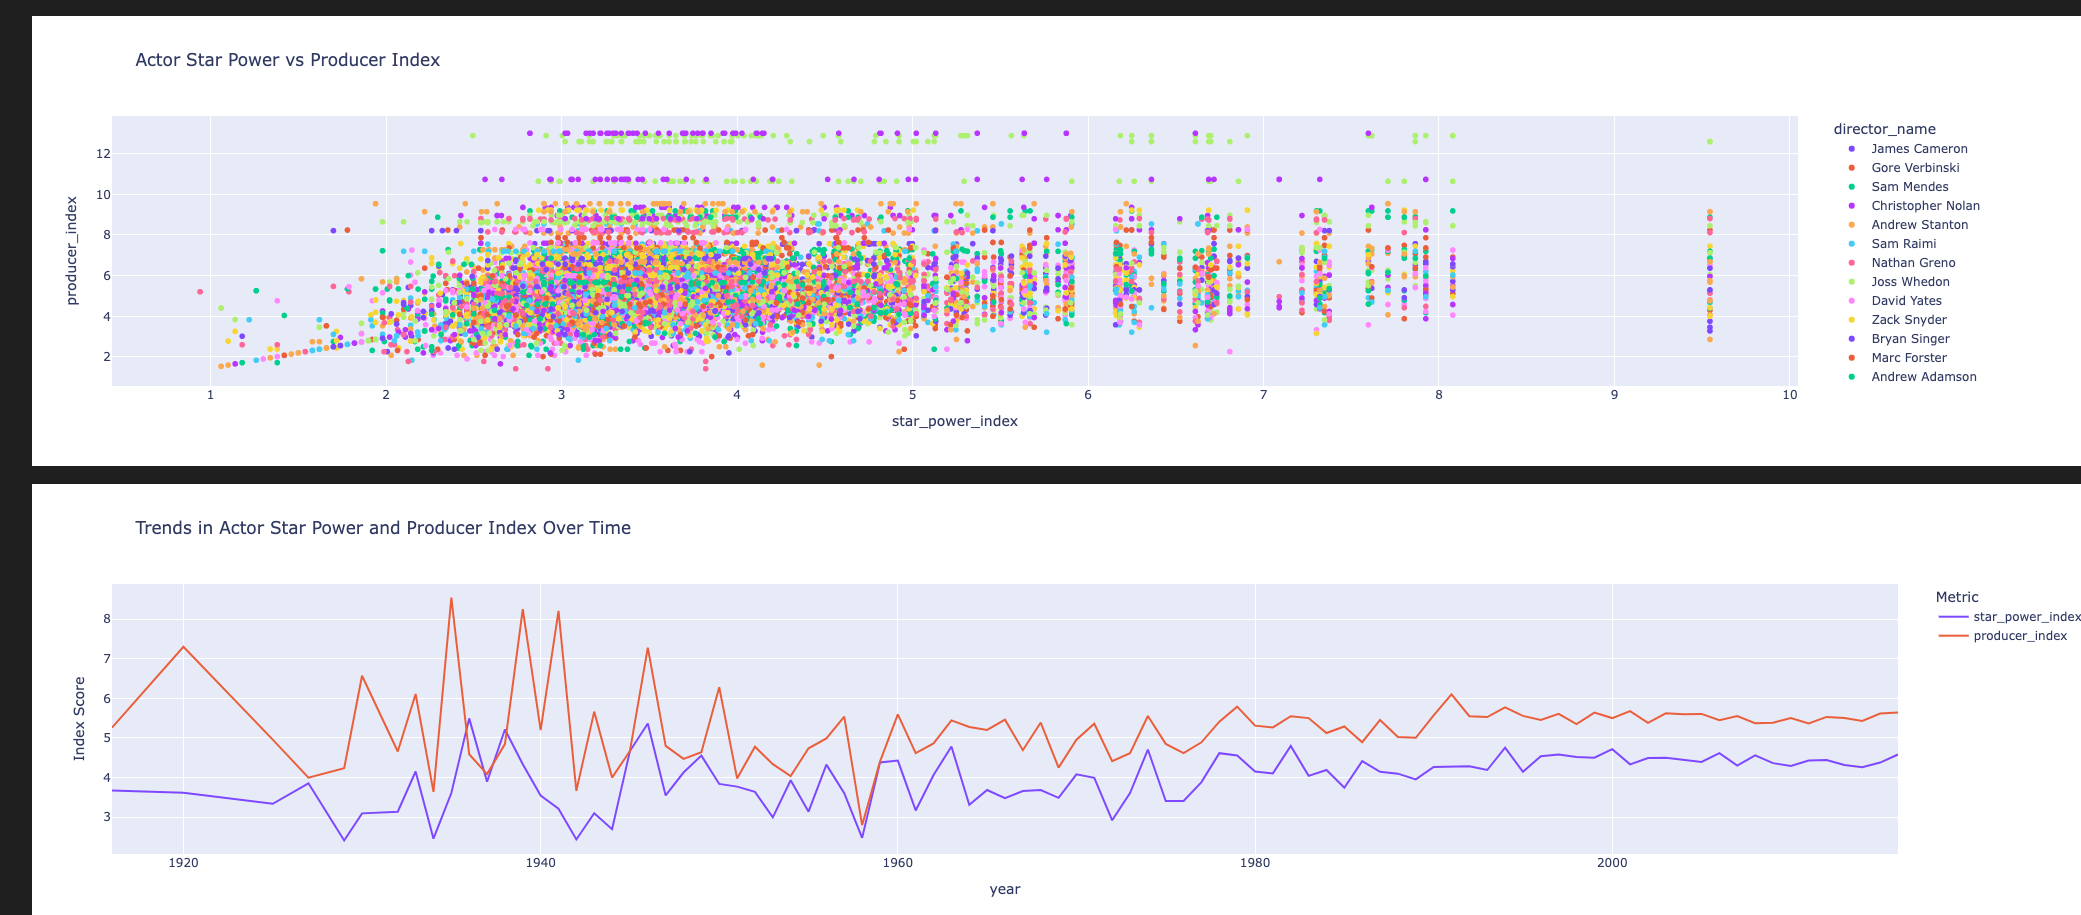 Actor Star Power vs Producer Index
producer_index
12
10
8
6
4
2
1 2 3 4 5 6 7 8 9 10
star_power_index
director_name
James Cameron
Gore Verbinski
Sam Mendes
Christopher Nolan
Andrew Stanton
Sam Raimi
Nathan Greno
Joss Whedon
David Yates
Zack Snyder
Bryan Singer
Marc Forster
Andrew Adamson
Trends in Actor Star Power and Producer Index Over Time
Index Score
8
7
6
5
4
3
1920 1940 1960 1980 2000
year
Metric
star_power_index
producer_index